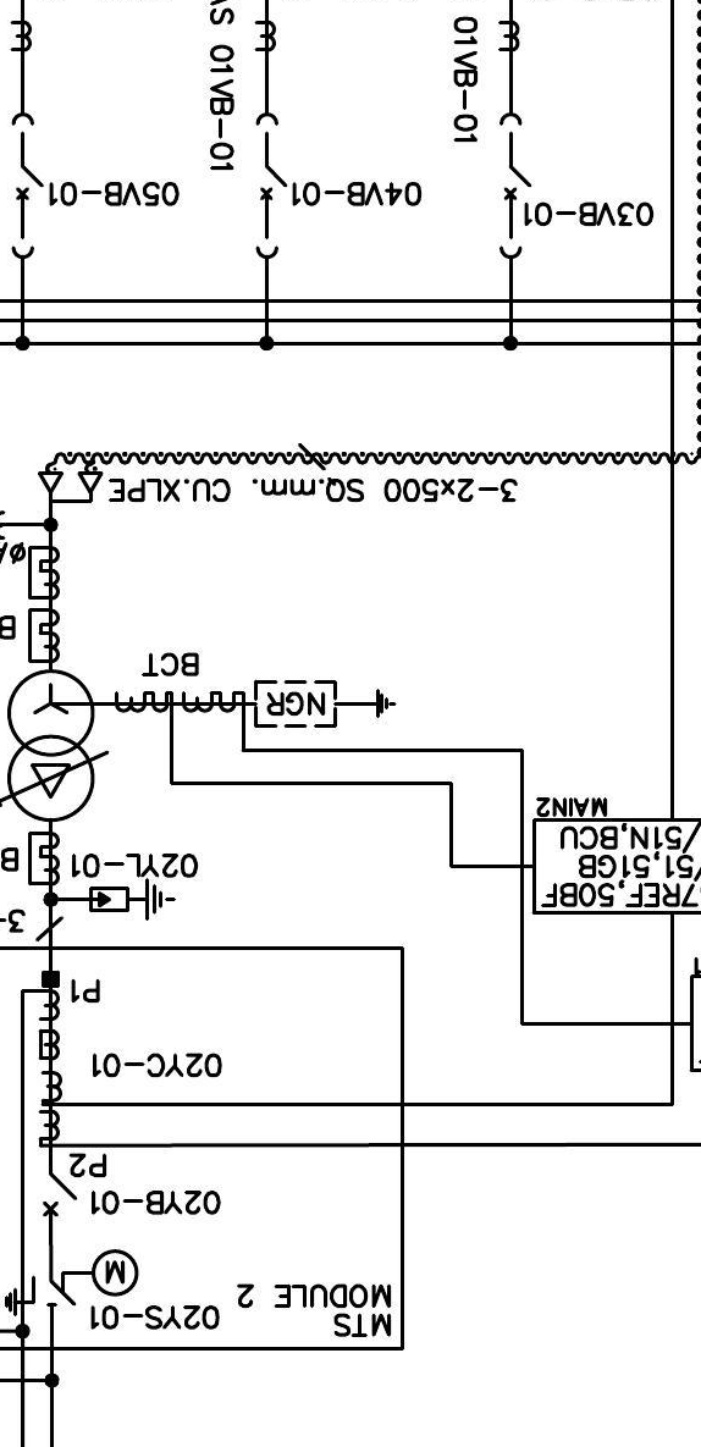 MTS
MODULE 2
02YS-01
M
02YB-01
P2
02YC-01
P1
3-
7REF,50BF
/51,51GB
/51N,BCU
MAIN2
02YL-01
B
NGR
BCT
B
3-2x500 SQ.mm. CU.XLPE
03VB-01
04VB-01
05VB-01
01VB-01
AS 01VB-01